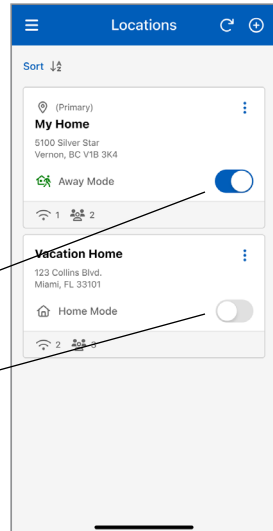 Locations
Sort
(Primary)
My Home
5100 Silver Star
Vernon, BC V1B 3K4
Away Mode
1 2
Vacation Home
123 Collins Blvd.
Miami, FL 33101
Home Mode
2 3